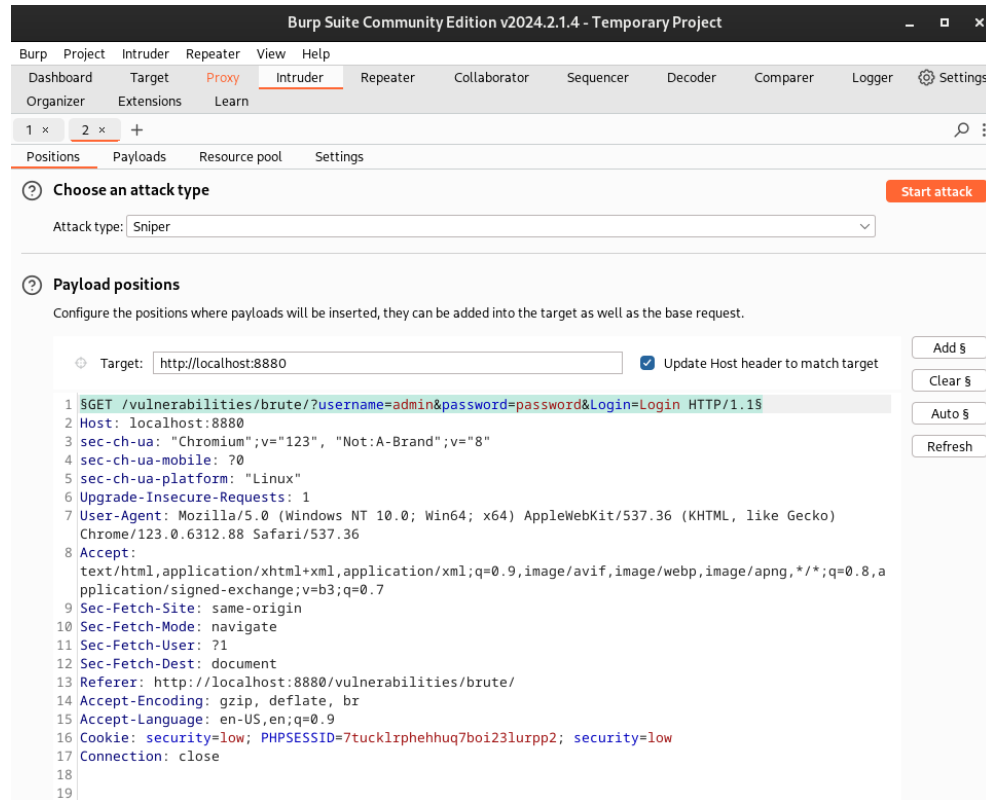 Burp Suite Community Edition v2024.2.1.4 - Temporary Project
Burp Project Intruder Repeater View Help
Dashboard Target Proxy Intruder Repeater Collaborator Sequencer Decoder Comparer Logger Settings
Organizer Extensions Learn
1 × 2 × +
Positions Payloads Resource pool Settings
? Choose an attack type
Start attack
Attack type: Sniper
? Payload positions
Configure the positions where payloads will be inserted, they can be added into the target as well as the base request.
Target: http://localhost:8880
Update Host header to match target
Add §
Clear §
Auto §
Refresh
1 §GET /vulnerabilities/brute/?username=admin&password=password&Login=Login HTTP/1.1§
2 Host: localhost:8880
3 sec-ch-ua: "Chromium";v="123", "Not:A-Brand";v="8"
4 sec-ch-ua-mobile: ?0
5 sec-ch-ua-platform: "Linux"
6 Upgrade-Insecure-Requests: 1
7 User-Agent: Mozilla/5.0 (Windows NT 10.0; Win64; x64) AppleWebKit/537.36 (KHTML, like Gecko)
Chrome/123.0.6312.88 Safari/537.36
8 Accept:
text/html,application/xhtml+xml,application/xml;q=0.9,image/avif,image/webp,image/apng,*/*;q=0.8,a
pplication/signed-exchange;v=b3;q=0.7
9 Sec-Fetch-Site: same-origin
10 Sec-Fetch-Mode: navigate
11 Sec-Fetch-User: ?1
12 Sec-Fetch-Dest: document
13 Referer: http://localhost:8880/vulnerabilities/brute/
14 Accept-Encoding: gzip, deflate, br
15 Accept-Language: en-US,en;q=0.9
16 Cookie: security=low; PHPSESSID=7tucklrphehhuq7boi23lurpp2; security=low
17 Connection: close
18
19